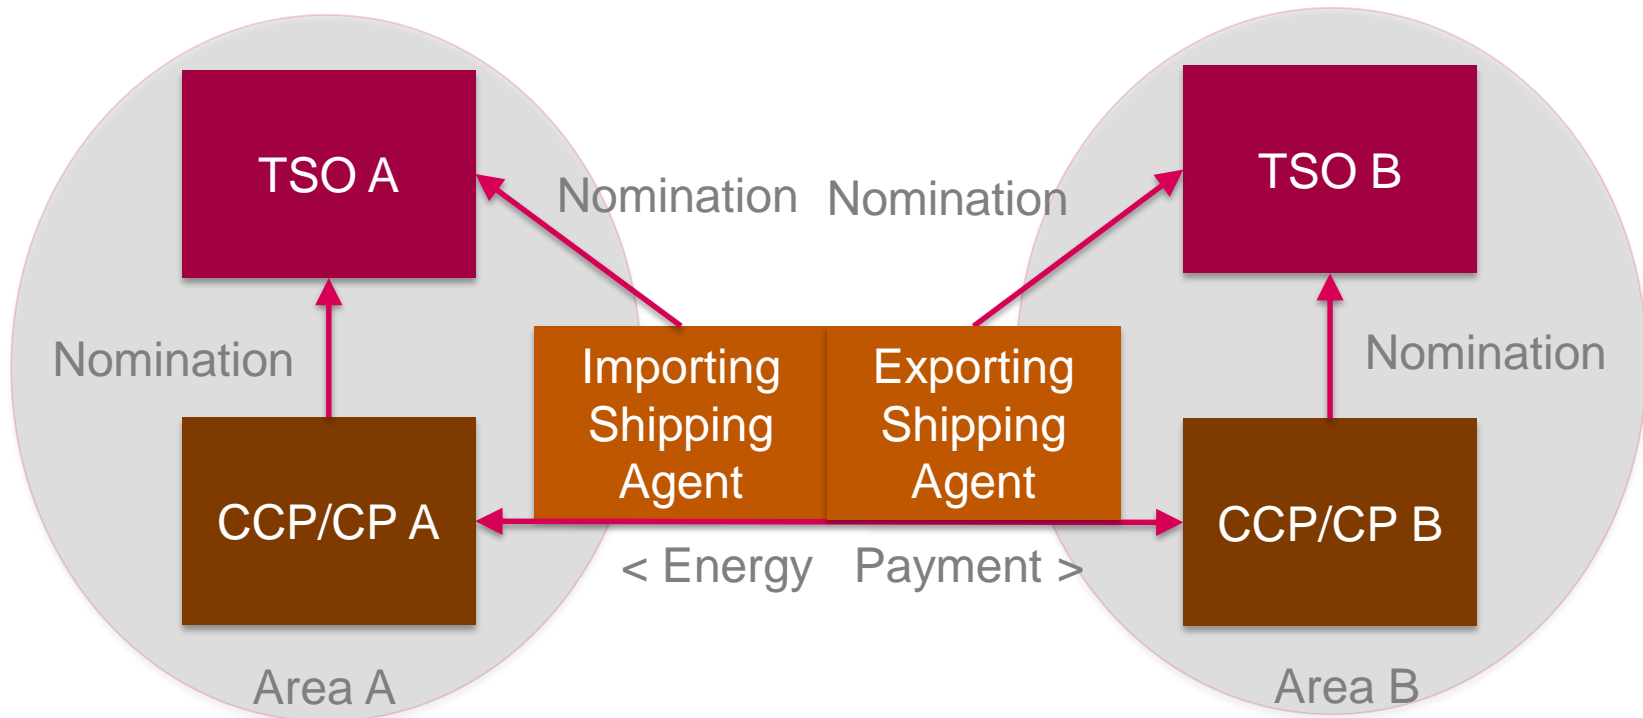 TSO A
TSO B
Nomination
Nomination
Nomination
Importing
Shipping
Agent
Exporting
Shipping
Agent
Nomination
CCP/CP A
CCP/CP B
< Energy
Payment >
Area A
Area B